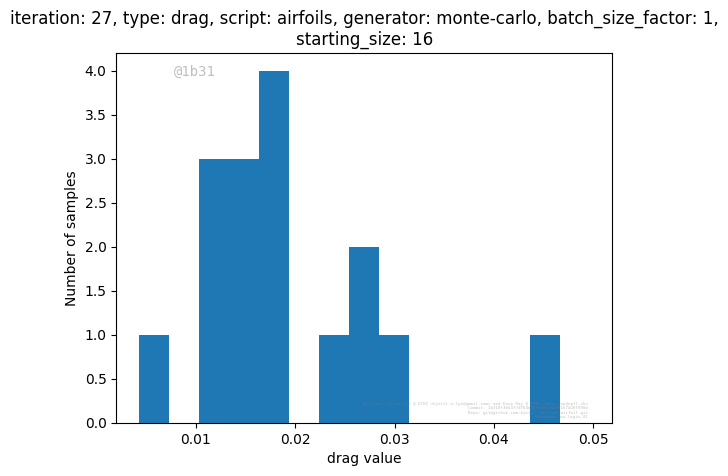 iteration: 27, type: drag, script: airfoils, generator: monte-carlo, batch_size_factor: 1,
starting_size: 16
@1b31
4.0
3.5
3.0
2.5
2.0
1.5
1.0
0.5
0.0
Number of samples
0.01
0.02
0.03
0.04
0.05
drag value